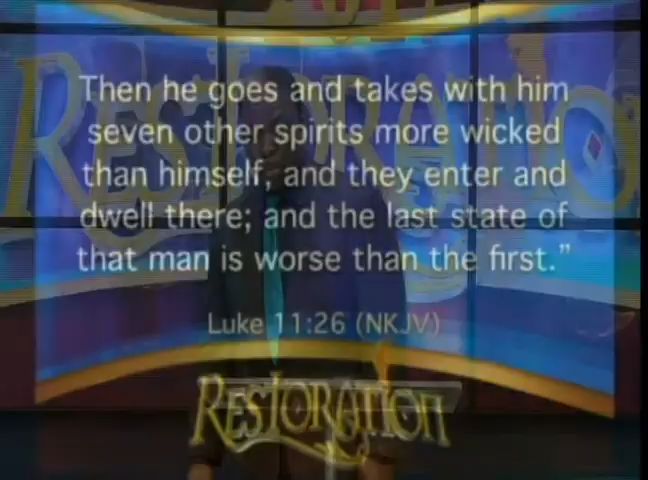 RESTORATION
Then he goes and takes with him
seven other spirits more wicked
than himself, and they enter and
dwell there; and the last state of
that man is worse than the first.”
Luke 11:26 (NKJV)
RESTORATION